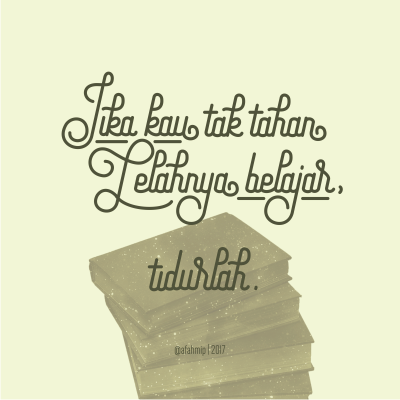 Jika kau tak tahan
Lelahnya belajar,
tidurlah.
@afahmip | 2017